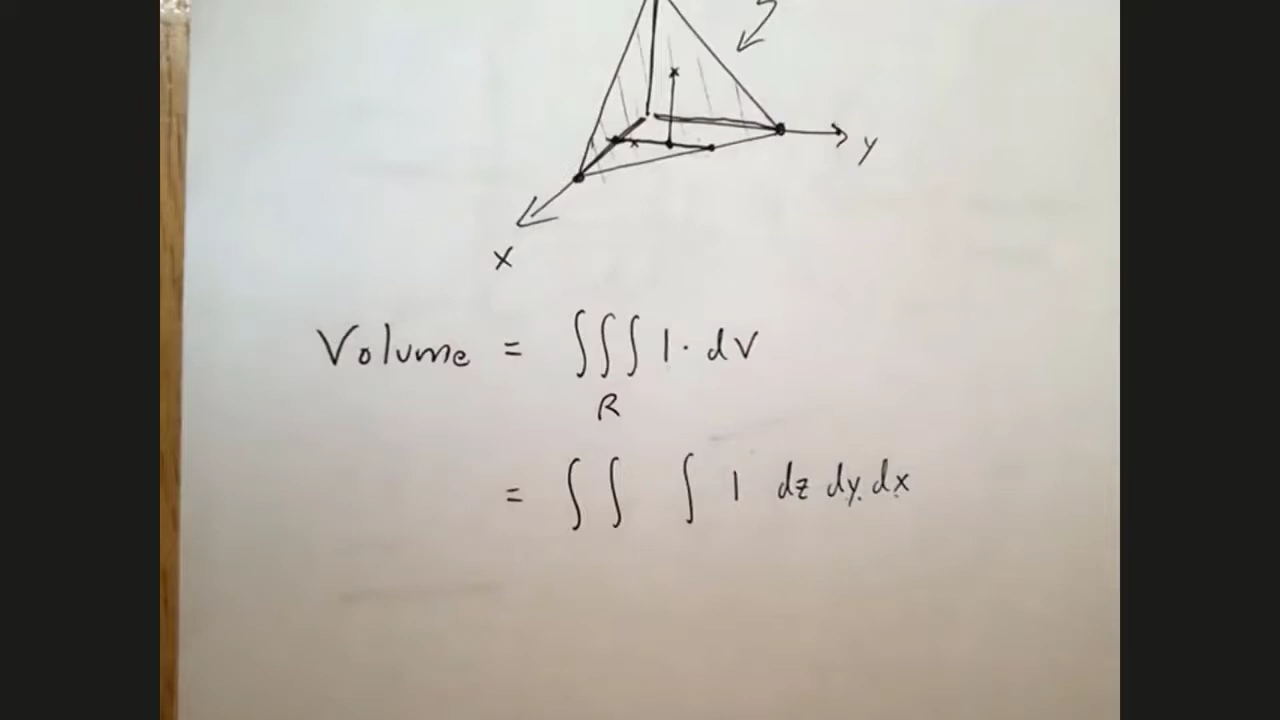 y
x
Volume = ∫∫∫ 1 · dV
R
= ∫∫ ∫ 1 dz dy dx